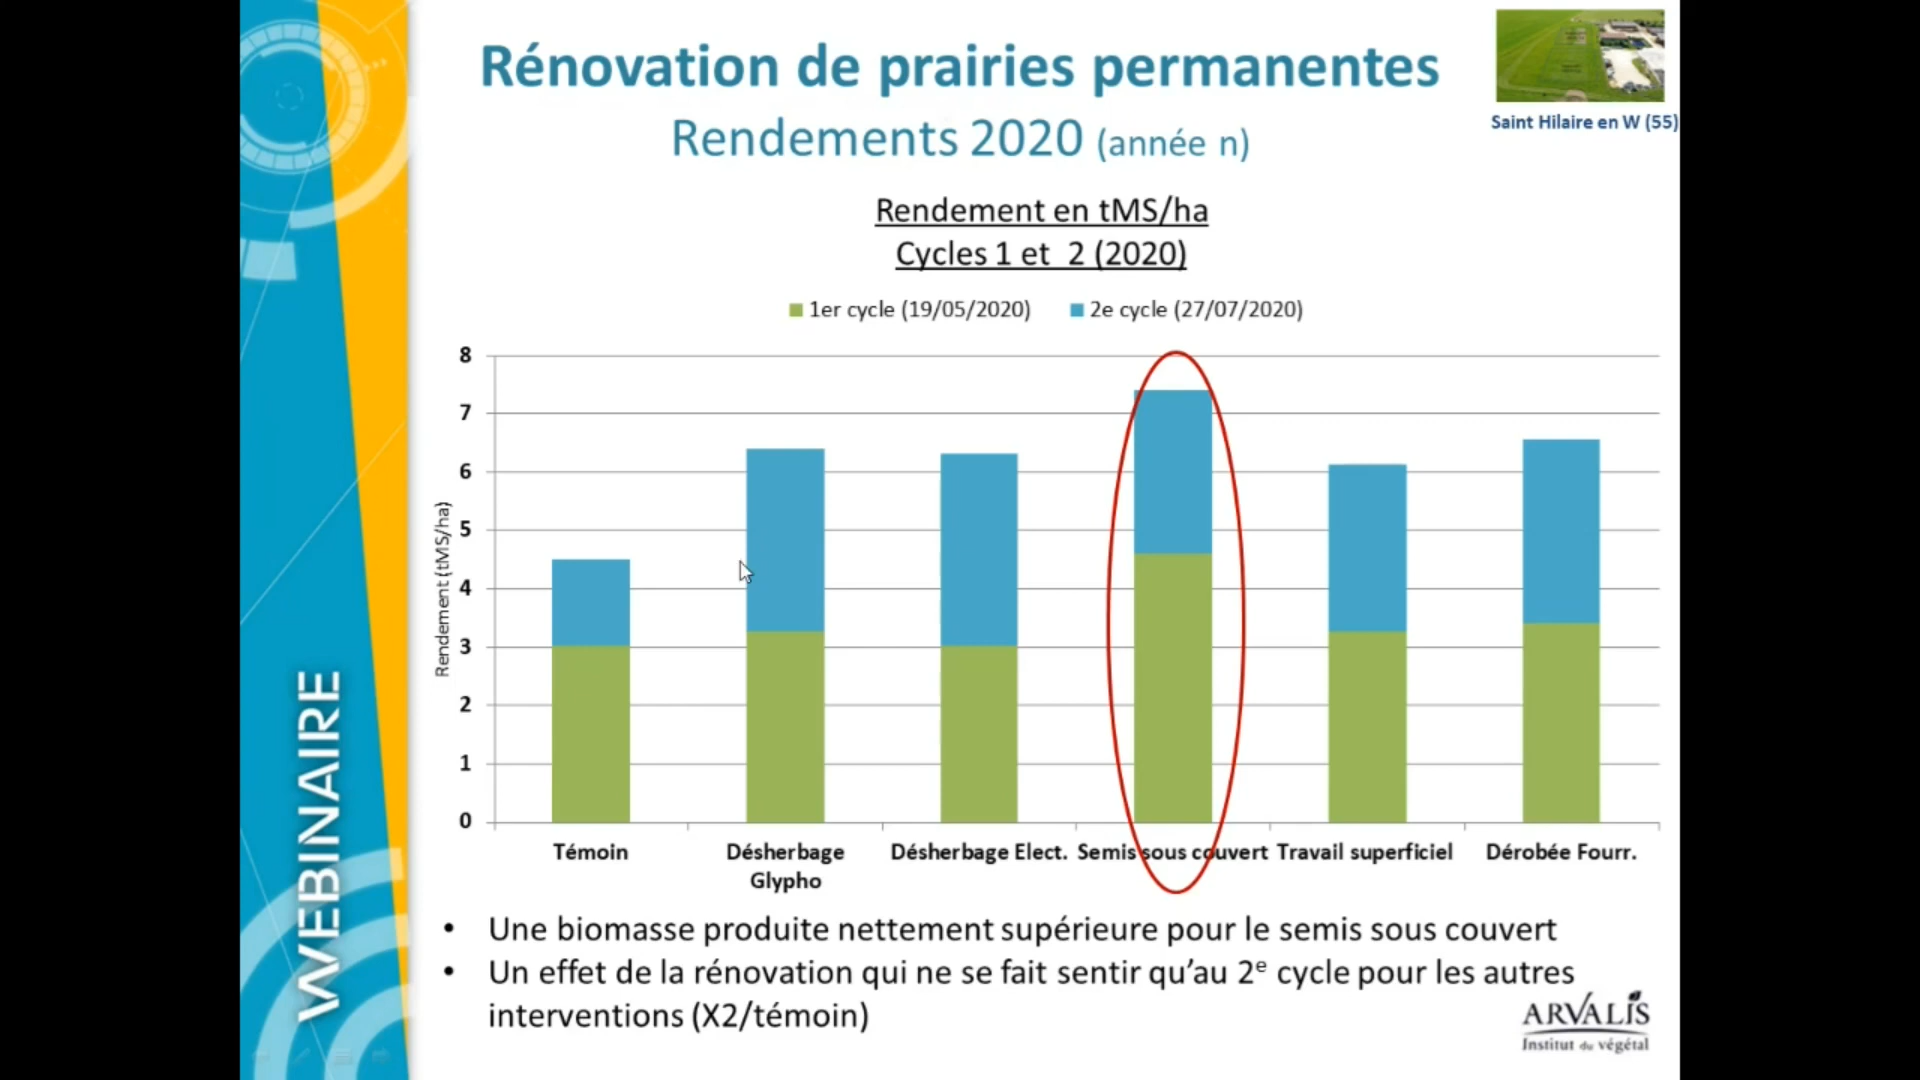 Rénovation de prairies permanentes
Rendements 2020 (année n)
Saint Hilaire en W (55)
Rendement en tMS/ha
Cycles 1 et 2 (2020)
1er cycle (19/05/2020)
2e cycle (27/07/2020)
Rendement (tMS/ha)
8
7
6
5
4
3
2
1
0
Témoin
Désherbage
Glypho
Désherbage Elect.
Semis sous couvert
Travail superficiel
Dérobée Fourr.
• Une biomasse produite nettement supérieure pour le semis sous couvert
• Un effet de la rénovation qui ne se fait sentir qu'au 2e cycle pour les autres
interventions (X2/témoin)
WEBINAIRE
ARVALIS
Institut du végétal